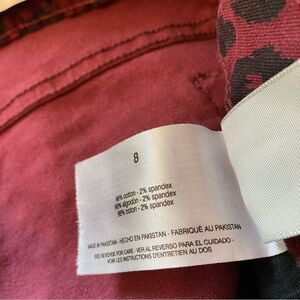 8
98% cotton - 2% spandex
98% algodón - 2% spandex
98% coton - 2% spandex
MADE IN PAKISTAN - HECHO EN PAKISTÁN - FABRIQUÉ AU PAKISTAN
SEE REVERSE FOR CARE - VER AL REVERSO PARA EL CUIDADO -
VOIR LES INSTRUCTIONS D'ENTRETIEN AU DOS